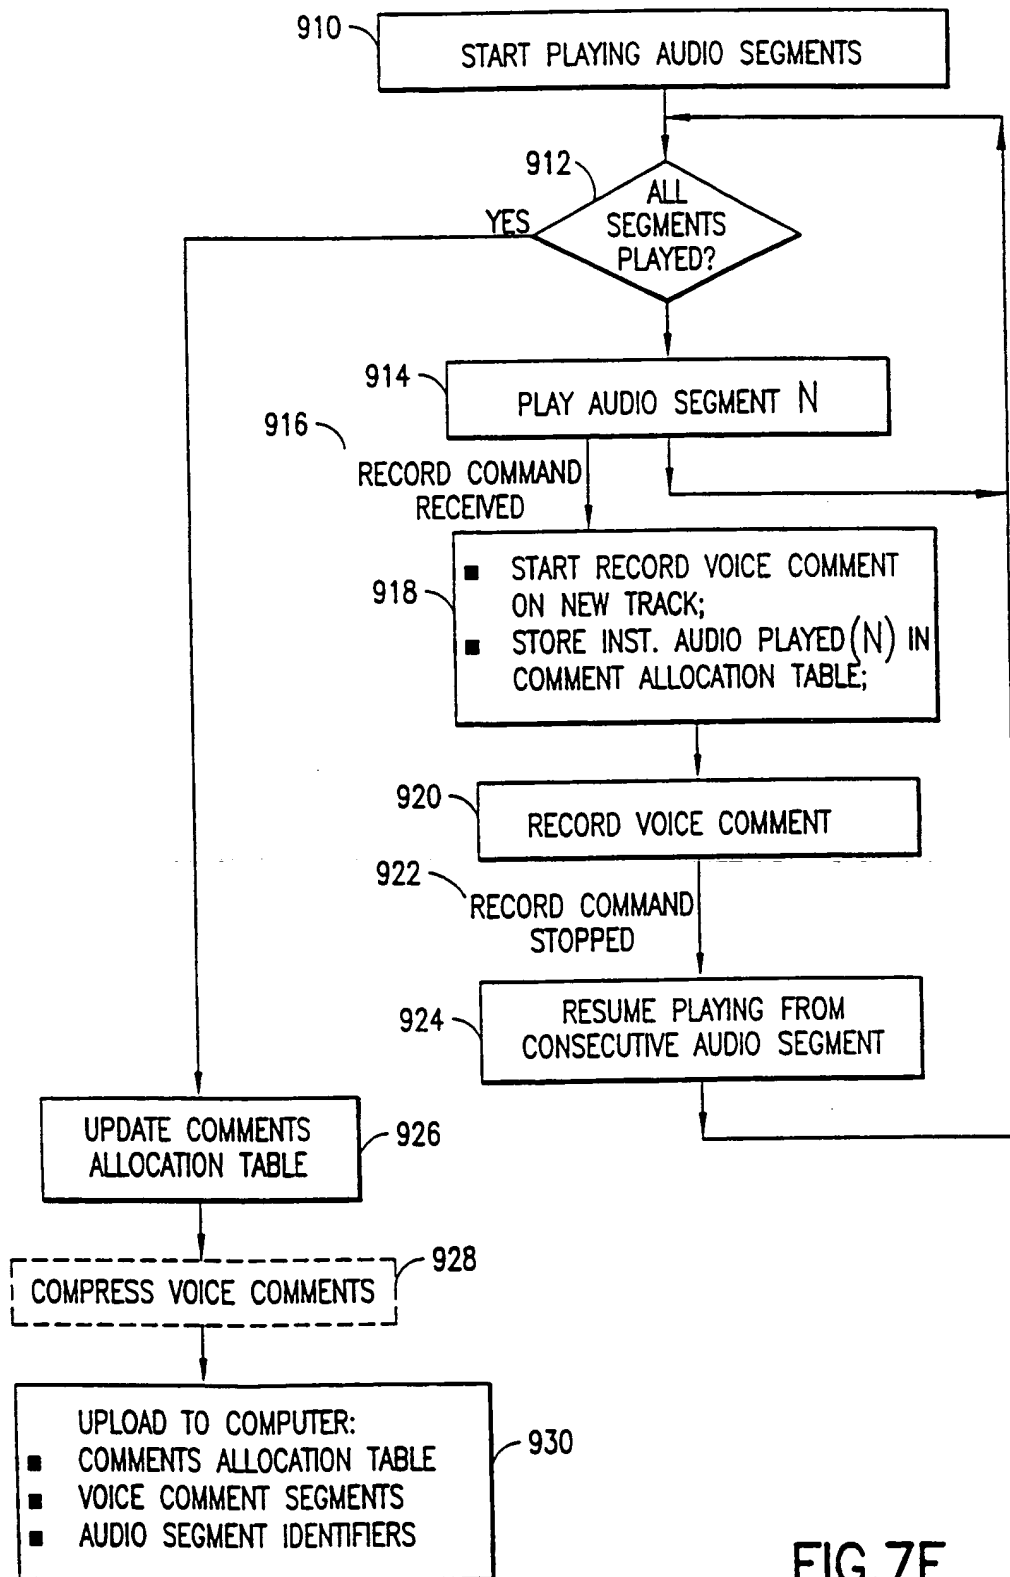 910
START PLAYING AUDIO SEGMENTS
912
ALL
SEGMENTS
PLAYED?
YES
914
PLAY AUDIO SEGMENT N
916
RECORD COMMAND
RECEIVED
918
■ START RECORD VOICE COMMENT
ON NEW TRACK;
■ STORE INST. AUDIO PLAYED(N) IN
COMMENT ALLOCATION TABLE;
920
RECORD VOICE COMMENT
922
RECORD COMMAND
STOPPED
924
RESUME PLAYING FROM
CONSECUTIVE AUDIO SEGMENT
UPDATE COMMENTS
ALLOCATION TABLE
926
COMPRESS VOICE COMMENTS
928
UPLOAD TO COMPUTER:
■ COMMENTS ALLOCATION TABLE
■ VOICE COMMENT SEGMENTS
■ AUDIO SEGMENT IDENTIFIERS
930